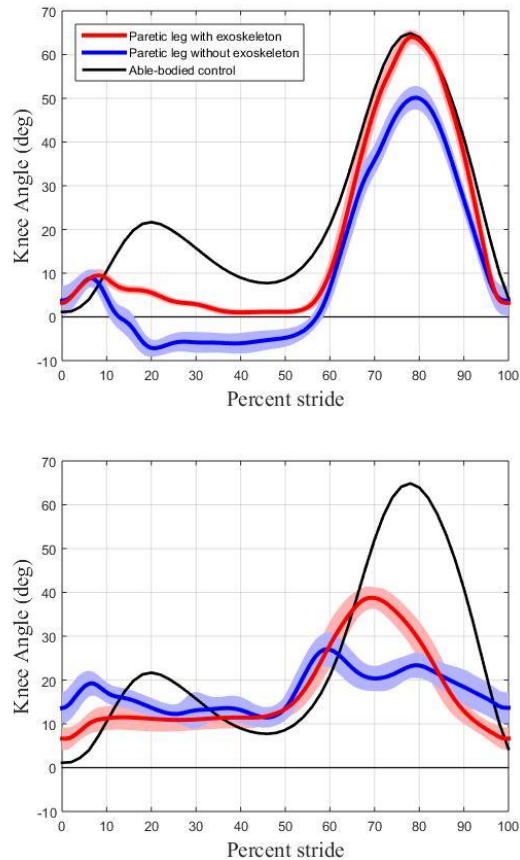 70
60
50
40
30
20
10
0
-10
Knee Angle (deg)
Paretic leg with exoskeleton
Paretic leg without exoskeleton
Able-bodied control
0 10 20 30 40 50 60 70 80 90 100
Percent stride
70
60
50
40
30
20
10
0
-10
Knee Angle (deg)
0 10 20 30 40 50 60 70 80 90 100
Percent stride